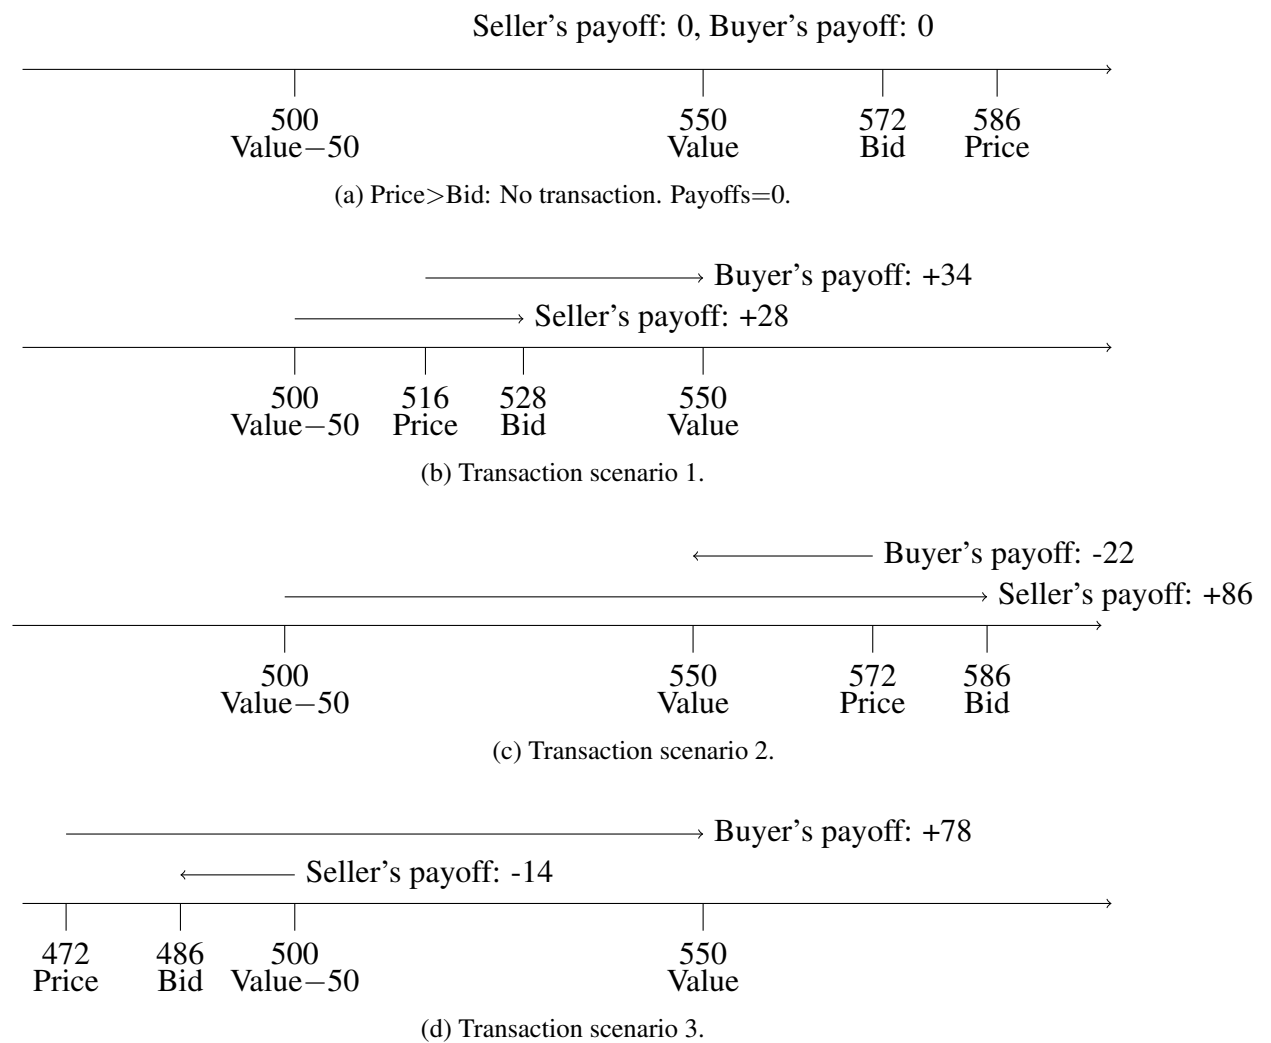 Seller's payoff: 0, Buyer's payoff: 0
500 550 572 586
Value−50 Value Bid Price
(a) Price>Bid: No transaction. Payoffs=0.
Buyer's payoff: +34
Seller's payoff: +28
500 516 528 550
Value−50 Price Bid Value
(b) Transaction scenario 1.
Buyer's payoff: -22
Seller's payoff: +86
500 550 572 586
Value−50 Value Price Bid
(c) Transaction scenario 2.
Buyer's payoff: +78
Seller's payoff: -14
472 486 500 550
Price Bid Value−50 Value
(d) Transaction scenario 3.